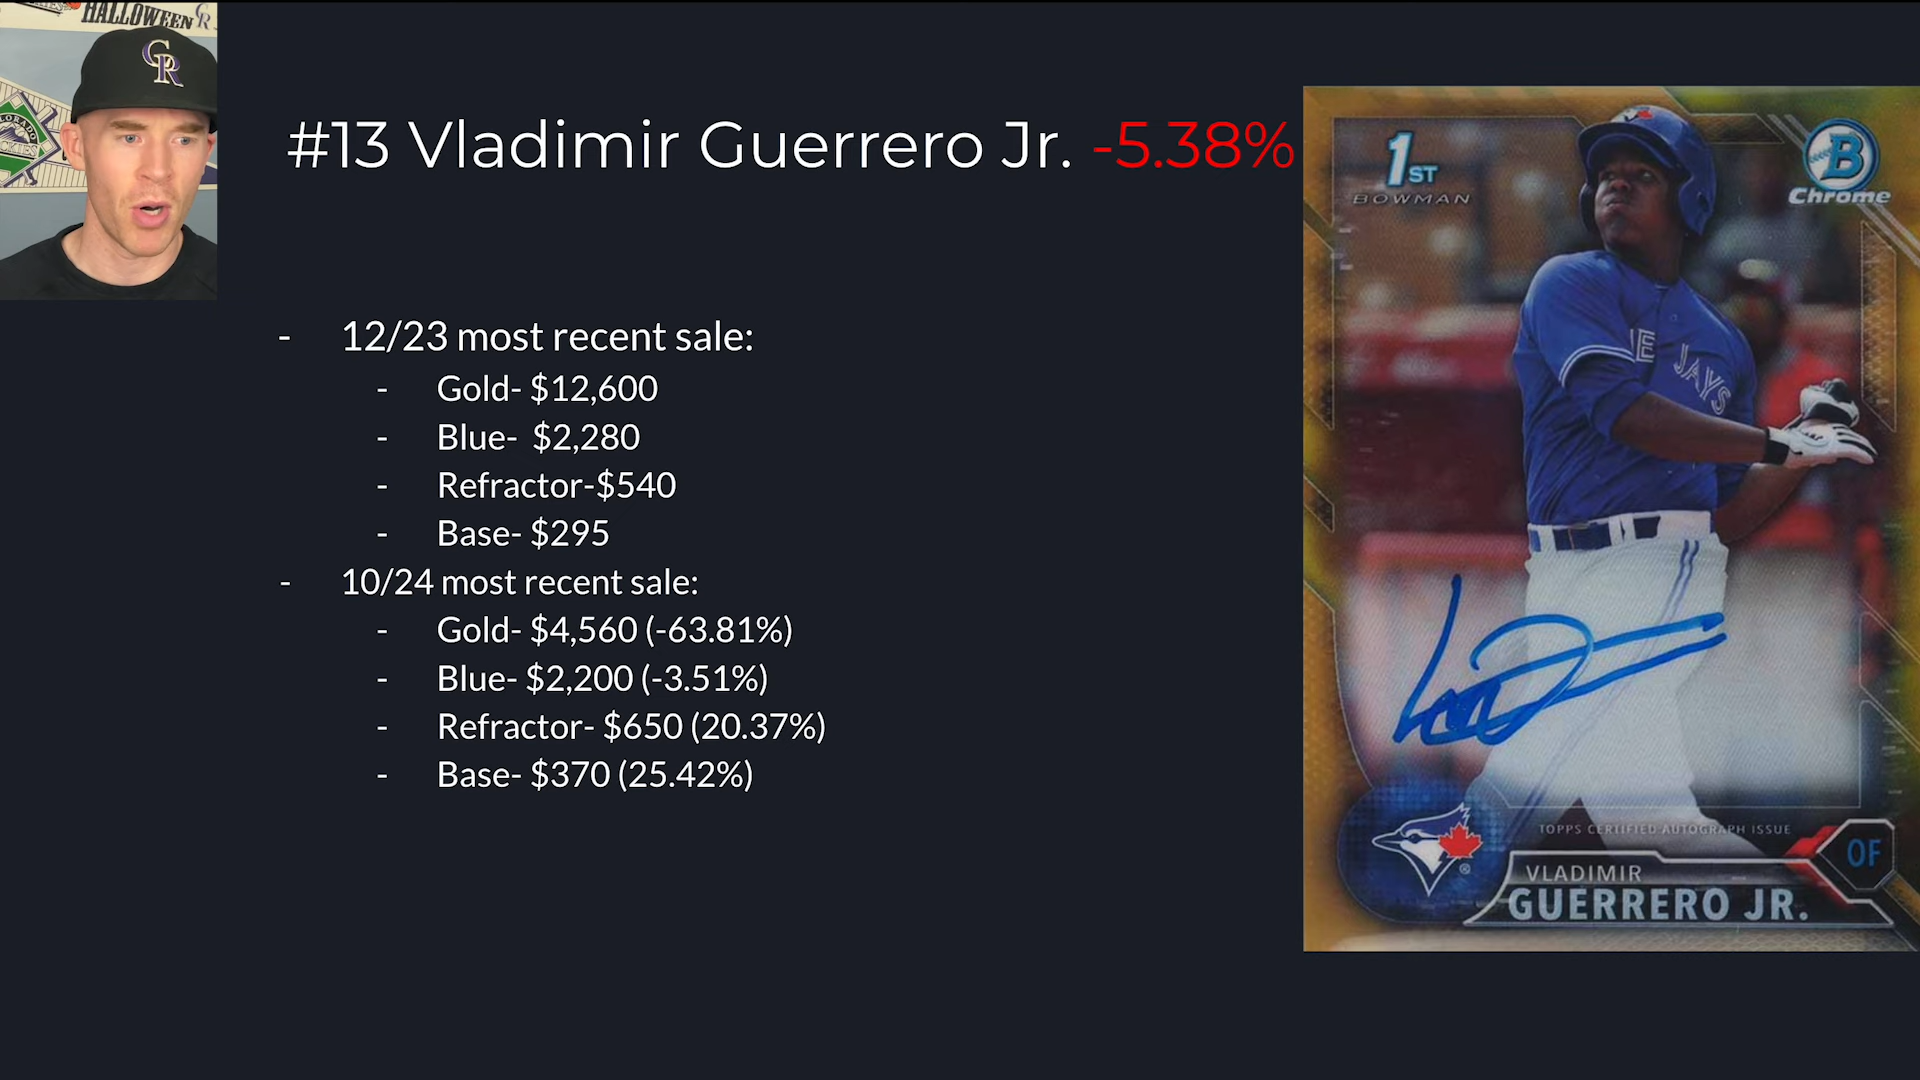 HALLOWEEN
CR
#13 Vladimir Guerrero Jr. -5.38%
- 12/23 most recent sale:
- Gold- $12,600
- Blue- $2,280
- Refractor-$540
- Base- $295
- 10/24 most recent sale:
- Gold- $4,560 (-63.81%)
- Blue- $2,200 (-3.51%)
- Refractor- $650 (20.37%)
- Base- $370 (25.42%)
1ST
BOWMAN
B
Chrome
JAYS
TOPPS CERTIFIED AUTOGRAPH ISSUE
OF
VLADIMIR
GUERRERO JR.